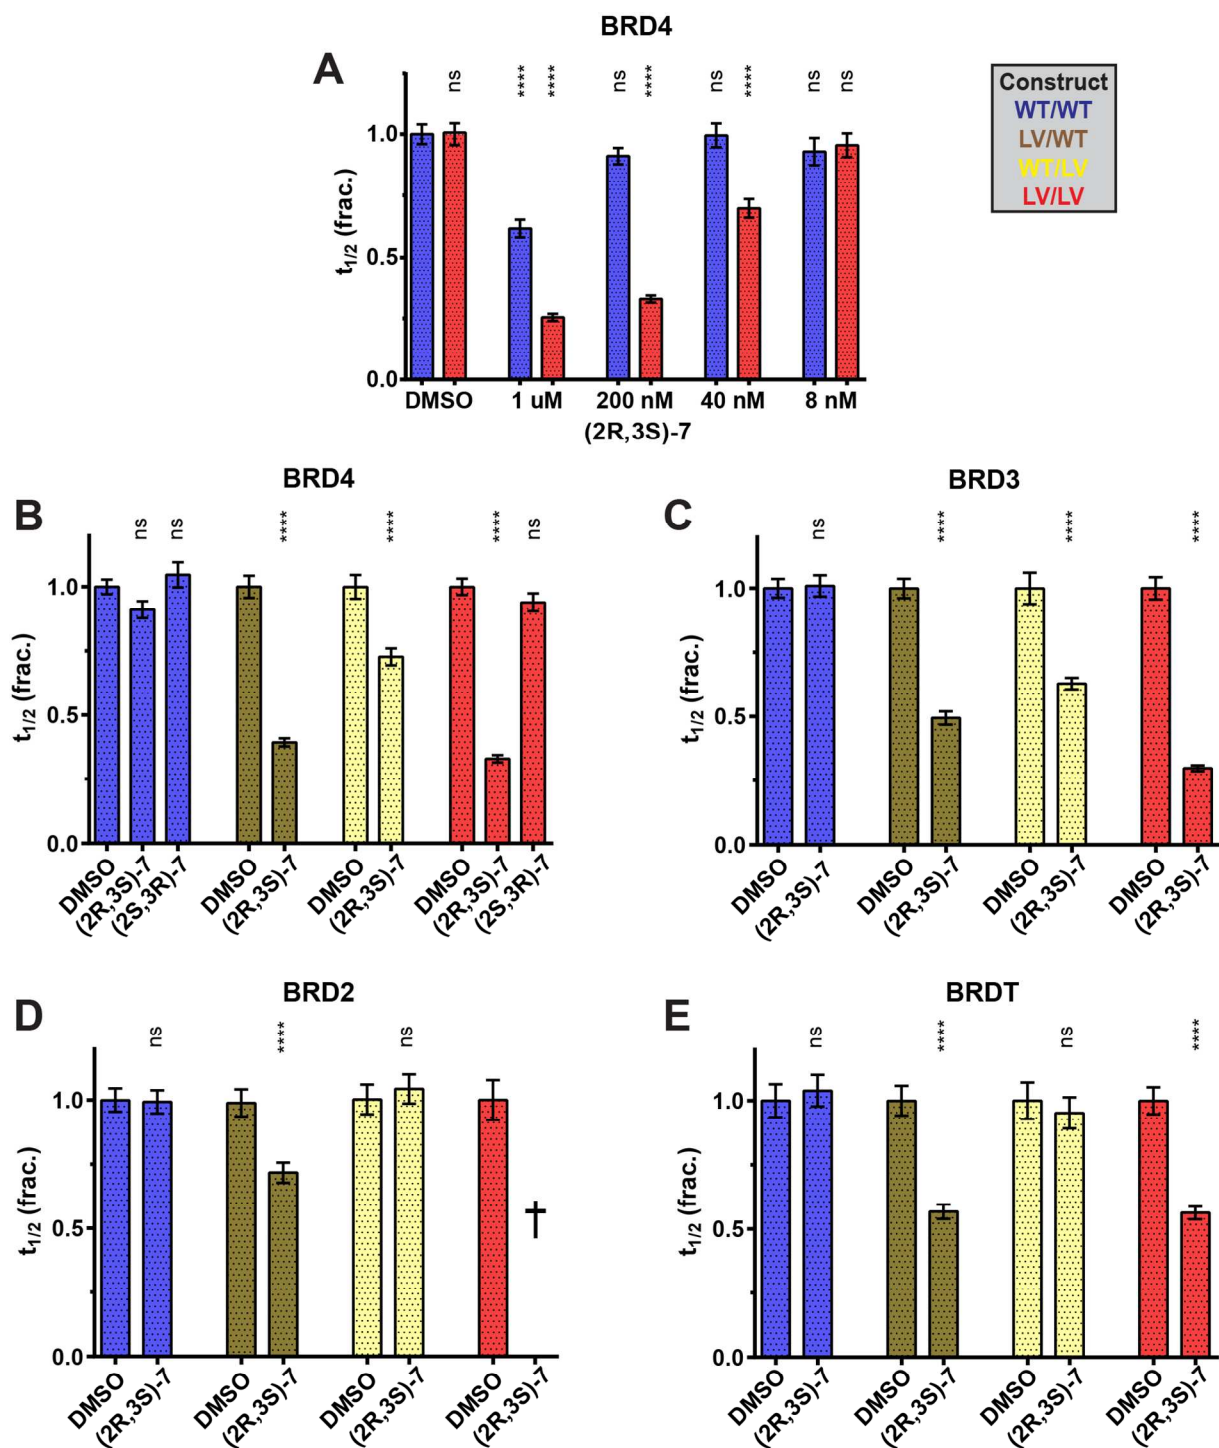 BRD4
A
ns
****
****
ns
****
ns
****
ns
ns
t1/2 (frac.)
1.0
0.5
0.0
DMSO
1 uM
200 nM
40 nM
8 nM
(2R,3S)-7
Construct
WT/WT
LV/WT
WT/LV
LV/LV
BRD4
B
ns
ns
****
****
****
ns
t1/2 (frac.)
1.0
0.5
0.0
DMSO
(2R,3S)-7
(2S,3R)-7
DMSO
(2R,3S)-7
DMSO
(2R,3S)-7
DMSO
(2R,3S)-7
(2S,3R)-7
BRD3
C
ns
****
****
****
t1/2 (frac.)
1.0
0.5
0.0
DMSO
(2R,3S)-7
DMSO
(2R,3S)-7
DMSO
(2R,3S)-7
DMSO
(2R,3S)-7
BRD2
D
ns
****
ns
†
t1/2 (frac.)
1.0
0.5
0.0
DMSO
(2R,3S)-7
DMSO
(2R,3S)-7
DMSO
(2R,3S)-7
DMSO
(2R,3S)-7
BRDT
E
ns
****
ns
****
t1/2 (frac.)
1.0
0.5
0.0
DMSO
(2R,3S)-7
DMSO
(2R,3S)-7
DMSO
(2R,3S)-7
DMSO
(2R,3S)-7